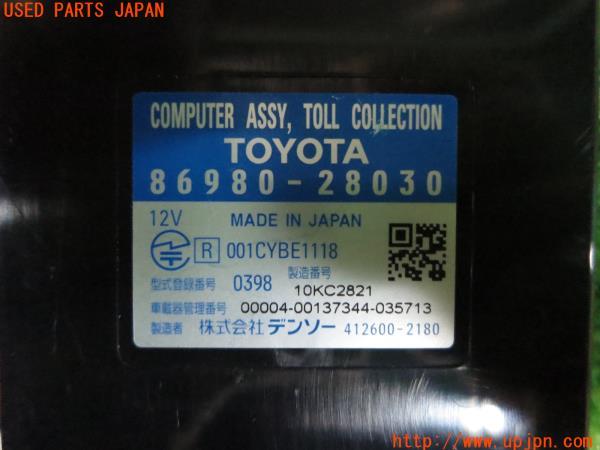 USED PARTS JAPAN
COMPUTER ASSY, TOLL COLLECTION
TOYOTA
86980-28030
12V MADE IN JAPAN
R 001CYBE1118
型式登録番号 0398 製造番号 10KC2821
車載器管理番号 00004-00137344-035713
製造者 株式会社 デンソー 412600-2180
http://www.upjpn.com/